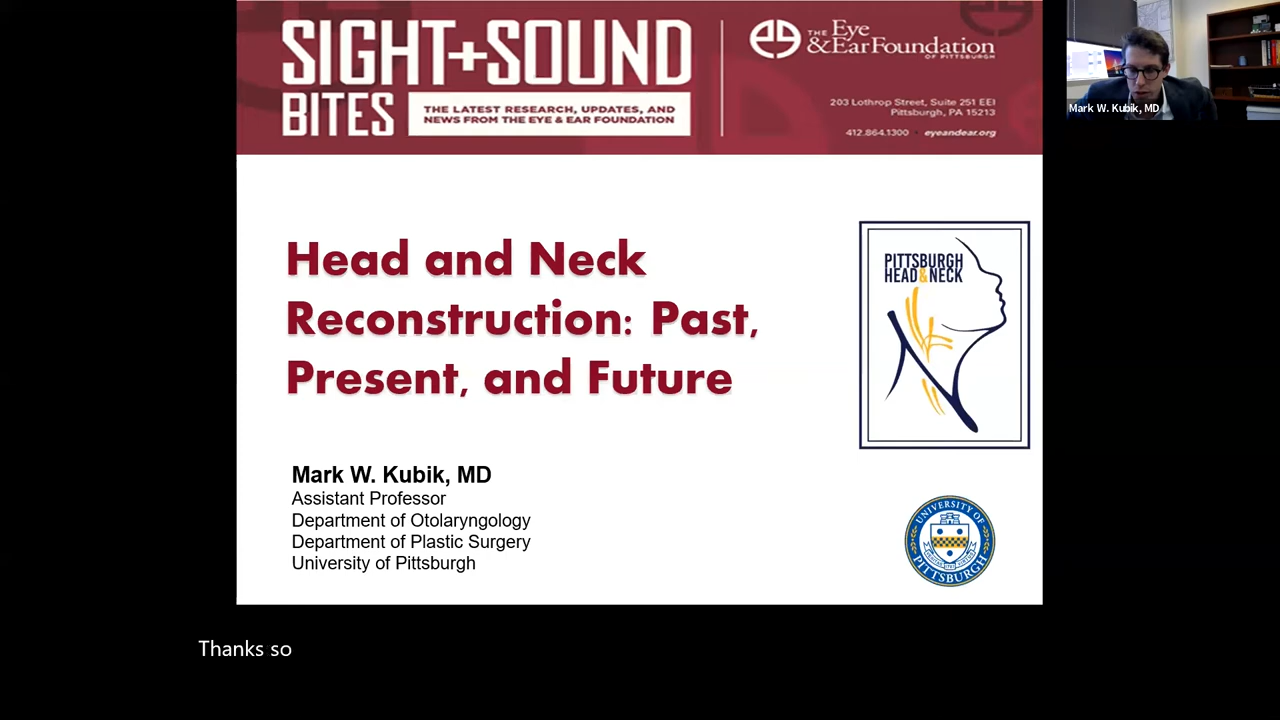 SIGHT+SOUND
BITES
THE LATEST RESEARCH, UPDATES, AND
NEWS FROM THE EYE & EAR FOUNDATION
THE Eye
& Ear Foundation
OF PITTSBURGH
203 Lothrop Street, Suite 251 EEI
Pittsburgh, PA 15213
412.864.1300 • eyeandear.org
Mark W. Kubik, MD
Head and Neck
Reconstruction: Past,
Present, and Future
PITTSBURGH
HEAD&NECK
Mark W. Kubik, MD
Assistant Professor
Department of Otolaryngology
Department of Plastic Surgery
University of Pittsburgh
UNIVERSITY OF
PITTSBURGH
Thanks so